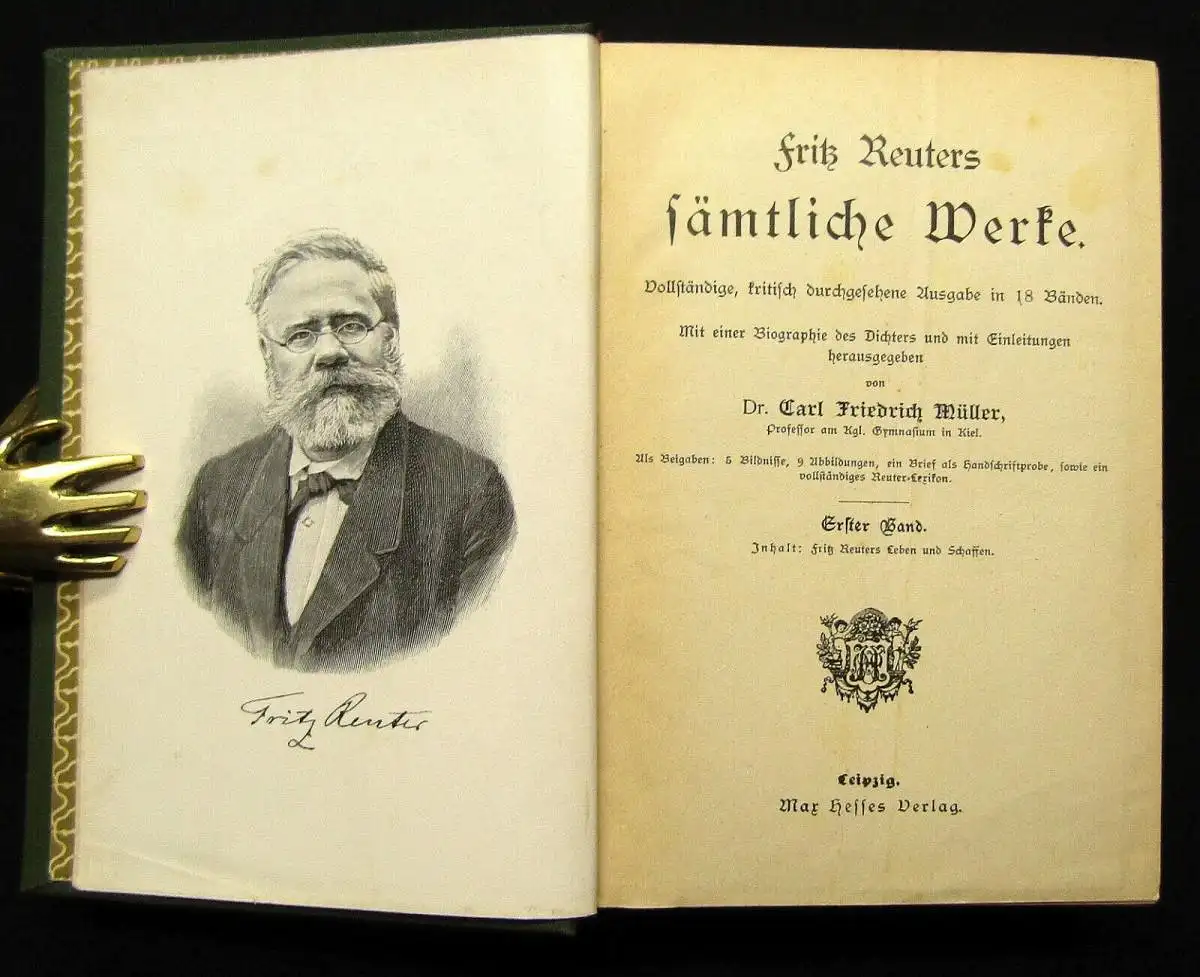 Fritz Reuter
Fritz Reuters
sämtliche Werke.
Vollständige, kritisch durchgesehene Ausgabe in 18 Bänden.
Mit einer Biographie des Dichters und mit Einleitungen
herausgegeben
von
Dr. Carl Friedrich Müller,
Professor am Kgl. Gymnasium in Kiel.
Als Beigaben: 5 Bildnisse, 9 Abbildungen, ein Brief als Handschriftprobe, sowie ein
vollständiges Reuter-Lexikon.
Erster Band.
Inhalt: Fritz Reuters Leben und Schaffen.
Leipzig.
Max Hesses Verlag.